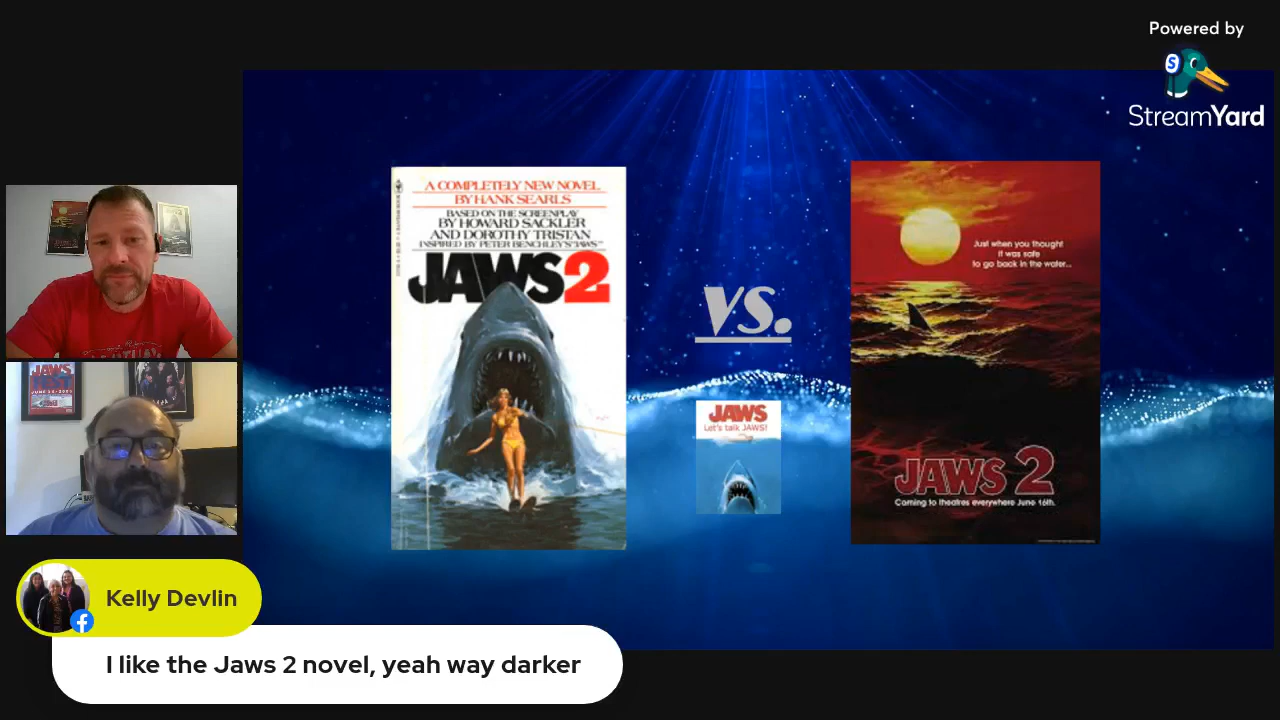 Powered by
StreamYard
A COMPLETELY NEW NOVEL
BY HANK SEARLS
BASED ON THE SCREENPLAY
BY HOWARD SACKLER
AND DOROTHY TRISTAN
INSPIRED BY PETER BENCHLEY'S "JAWS"
JAWS 2
vs.
JAWS
Let's talk JAWS!
Just when you thought
it was safe
to go back in the water...
JAWS 2
Coming to theatres everywhere June 16th.
JAWS
Kelly Devlin
I like the Jaws 2 novel, yeah way darker